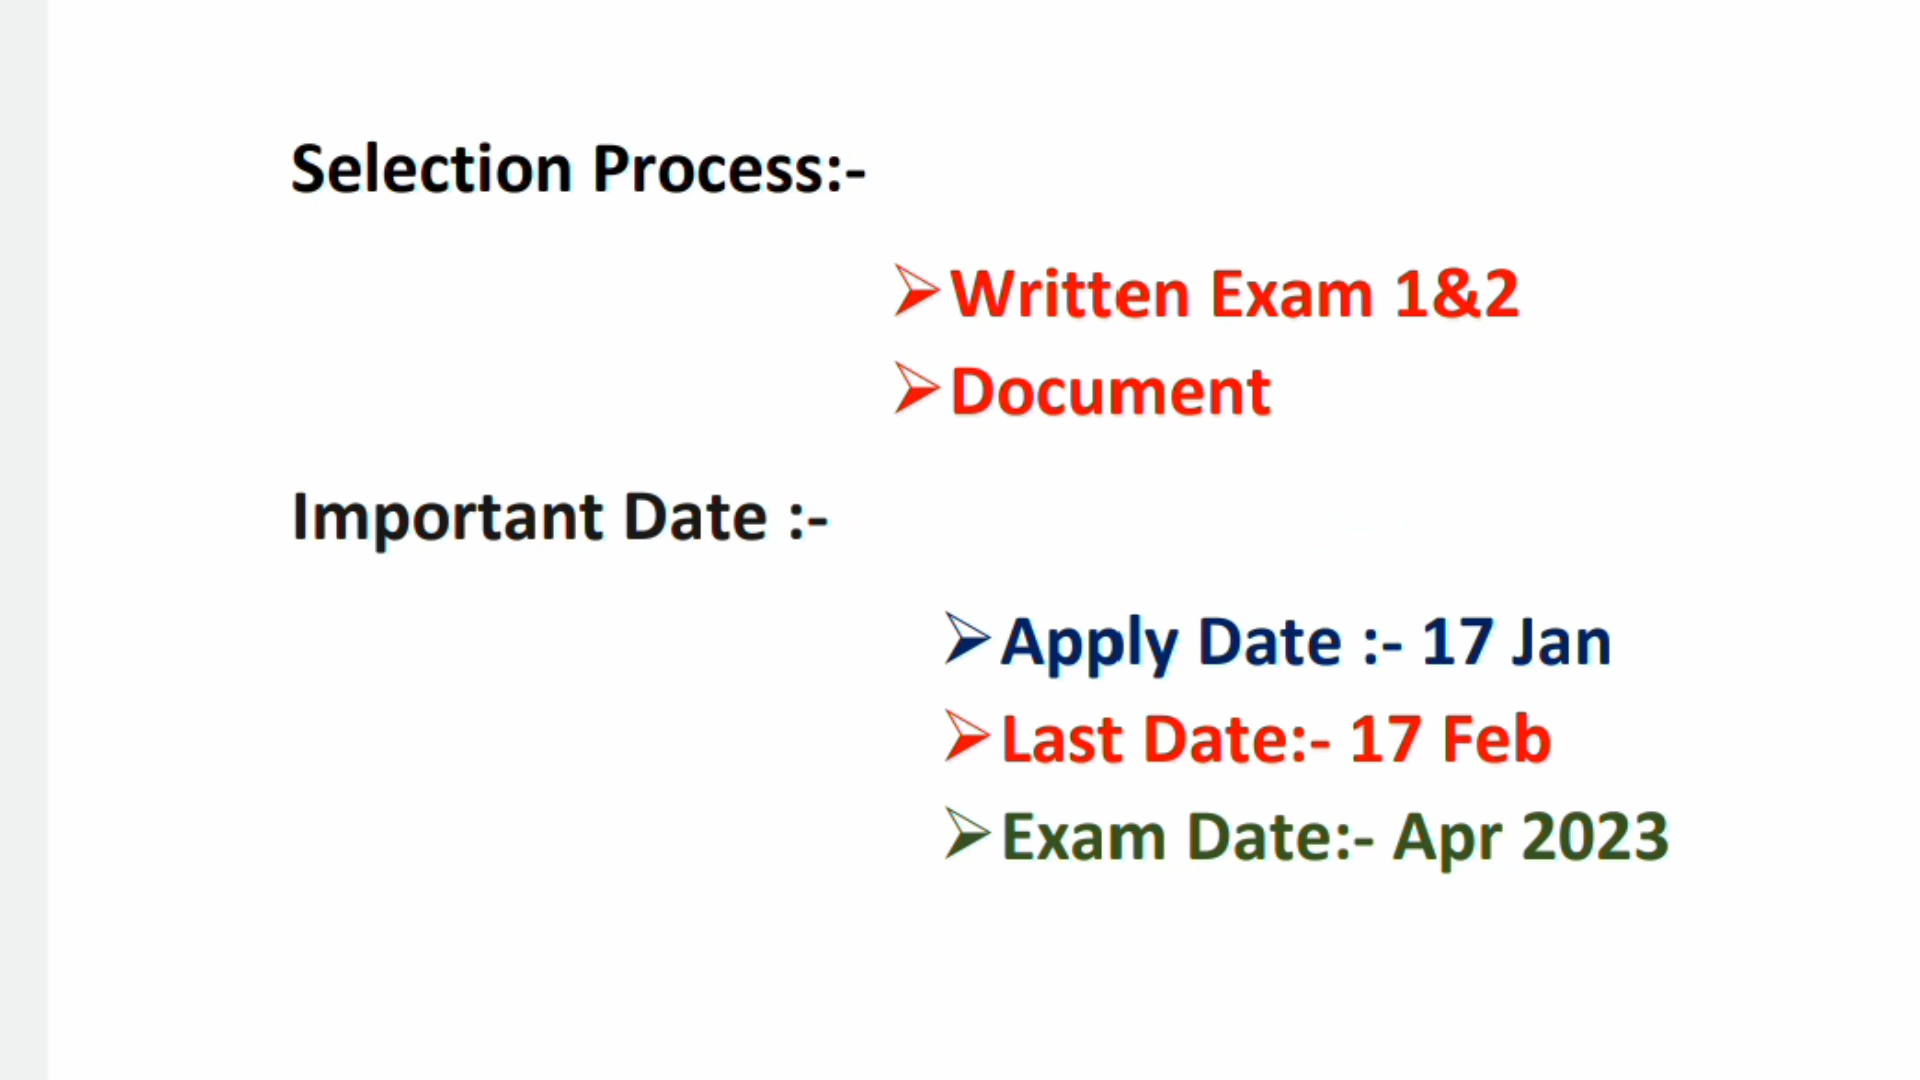 Selection Process:-
Written Exam 1&2
Document
Important Date :-
Apply Date :- 17 Jan
Last Date:- 17 Feb
Exam Date:- Apr 2023